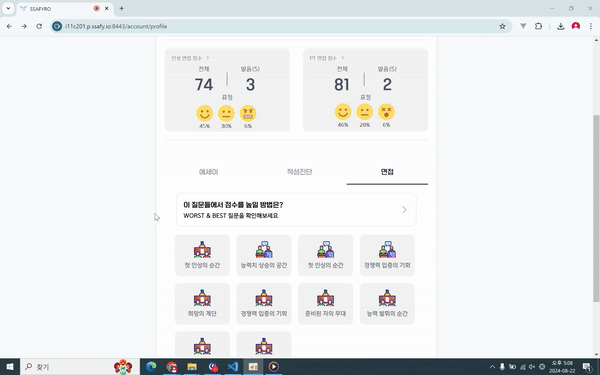 SSAFYRO
i11c201.p.ssafy.io:8443/account/profile
인성 면접 점수 >
전체
발음(5)
74
3
표정
45% 30% 6%
PT 면접 점수 >
전체
발음(5)
81
2
표정
46% 28% 6%
에세이
적성진단
면접
이 질문들에서 점수를 높일 방법은?
WORST & BEST 질문을 확인해보세요
첫 인상의 순간
능력치 상승의 공간
첫 인상의 순간
경쟁력 입증의 기회
희망의 계단
경쟁력 입증의 기회
준비된 자의 무대
능력 발휘의 순간
찾기
오후 5:08
2024-08-22